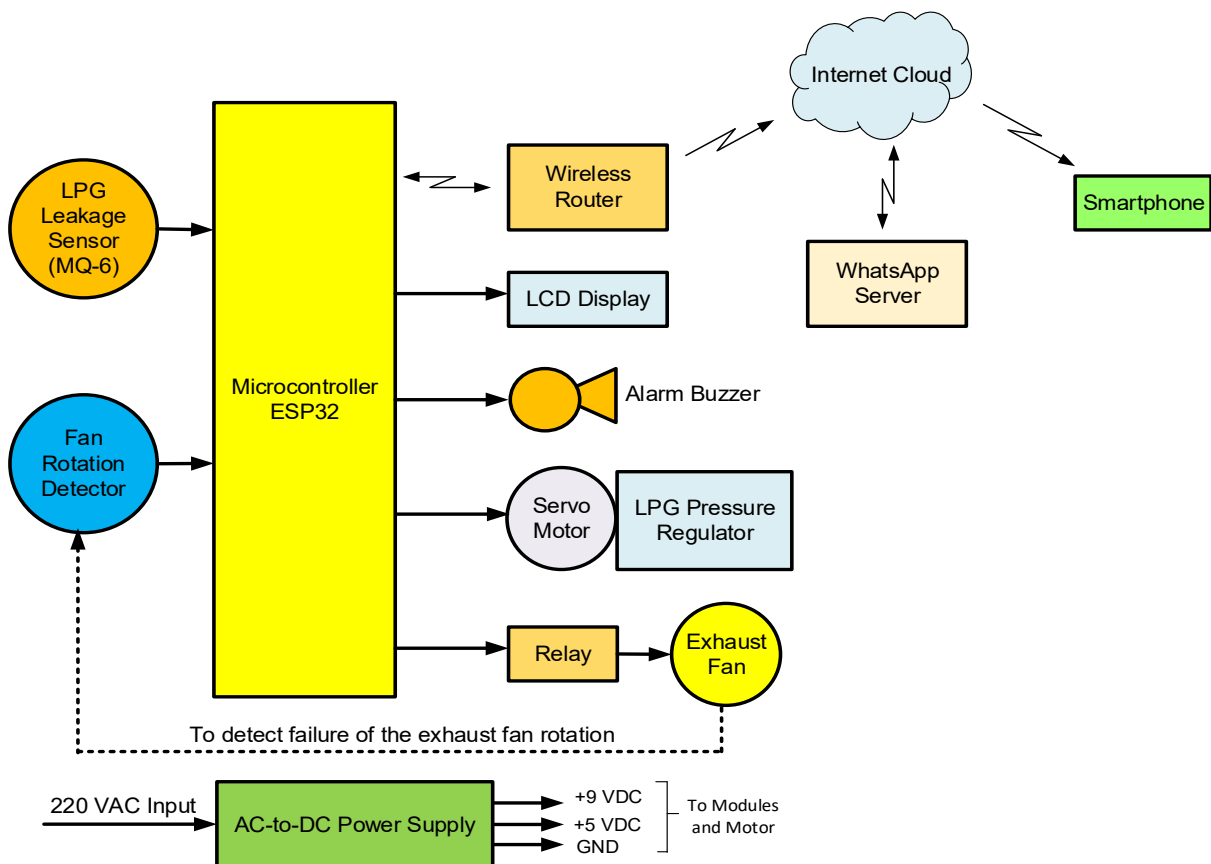 Internet Cloud
LPG
Leakage
Sensor
(MQ-6)
Wireless
Router
Smartphone
WhatsApp
Server
LCD Display
Microcontroller
ESP32
Alarm Buzzer
Fan
Rotation
Detector
Servo
Motor
LPG Pressure
Regulator
Relay
Exhaust
Fan
To detect failure of the exhaust fan rotation
220 VAC Input
AC-to-DC Power Supply
+9 VDC
+5 VDC
GND
To Modules
and Motor